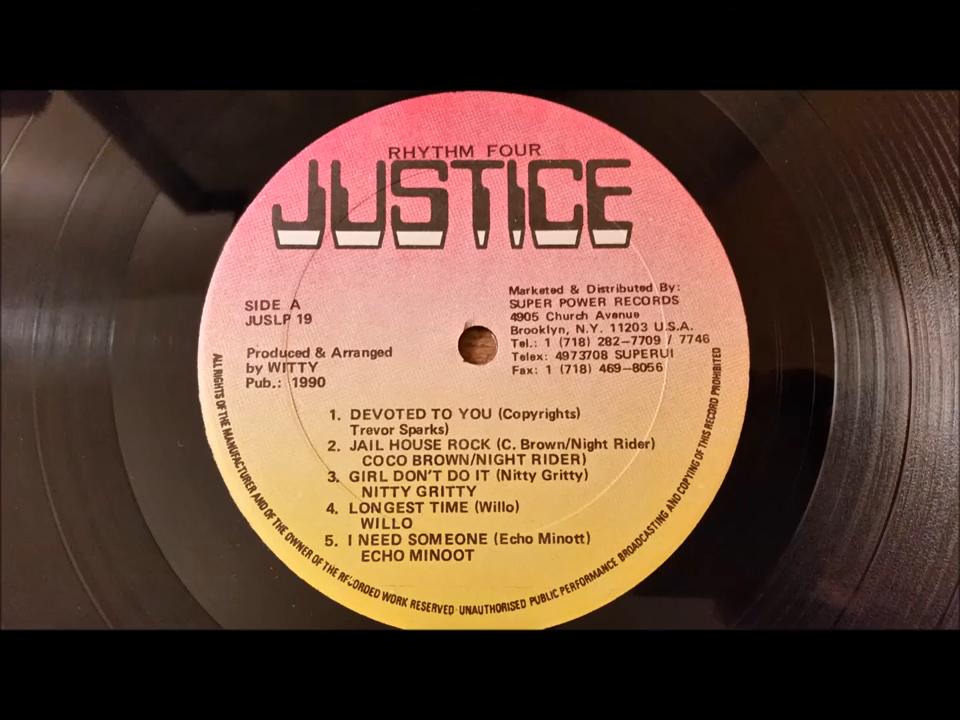 RHYTHM FOUR
JUSTICE
SIDE A
JUSLP 19
Produced & Arranged
by WITTY
Pub.: 1990
Marketed & Distributed By:
SUPER POWER RECORDS
4905 Church Avenue
Brooklyn, N.Y. 11203 U.S.A.
Tel.: 1 (718) 282–7709 / 7746
Telex: 4973708 SUPERUI
Fax: 1 (718) 469–8056
1. DEVOTED TO YOU (Copyrights)
Trevor Sparks)
2. JAIL HOUSE ROCK (C. Brown/Night Rider)
COCO BROWN/NIGHT RIDER)
3. GIRL DON'T DO IT (Nitty Gritty)
NITTY GRITTY
4. LONGEST TIME (Willo)
WILLO
5. I NEED SOMEONE (Echo Minott)
ECHO MINOOT
ALL RIGHTS OF THE MANUFACTURER AND OF THE OWNER OF THE RECORDED WORK RESERVED · UNAUTHORISED PUBLIC PERFORMANCE BROADCASTING AND COPYING OF THIS RECORD PROHIBITED